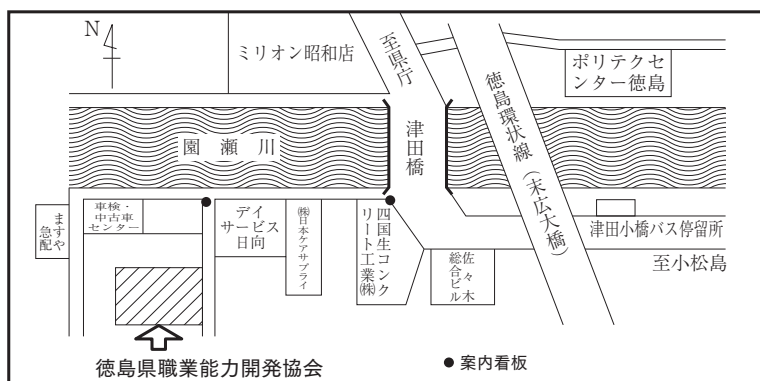 N
ミリオン昭和店
至県庁
徳島環状線（末広大橋）
ポリテクセ
ンター徳島
園瀬川
津田橋
ますや
急配
車検・
中古車
センター
デイ
サービス
日向
㈱日本ケアサプライ
四国生コンク
リート工業㈱
佐々木
総合ビル
津田小橋バス停留所
至小松島
徳島県職業能力開発協会
●案内看板